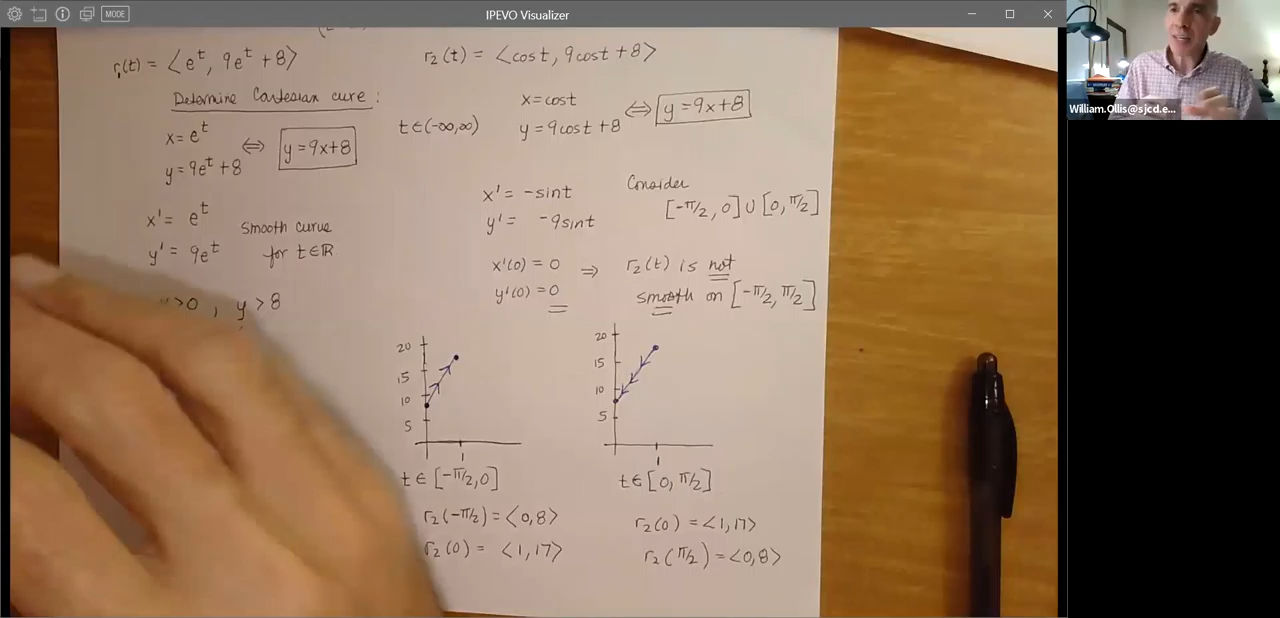 MODE
IPEVO Visualizer
William.Ollis@sjcd.e...
r₁(t) = ⟨e^t, 9e^t + 8⟩
Determine Cartesian cure :
x = e^t
y = 9e^t + 8
⇔ y = 9x+8
x' = e^t
y' = 9e^t
smooth curve
for t∈ℝ
>0 , y > 8
r₂(t) = ⟨cost, 9cost + 8⟩
t∈(-∞,∞)
x = cost
y = 9cost + 8
⇔ y = 9x+8
x' = -sint
y' = -9sint
Consider
[-π/2, 0] ∪ [0, π/2]
x'(0) = 0
y'(0) = 0
⇒ r₂(t) is not
smooth on [-π/2, π/2]
20
15
10
5
1
t∈[-π/2, 0]
r₂(-π/2) = ⟨0, 8⟩
r₂(0) = ⟨1, 17⟩
20
15
10
5
1
t∈[0, π/2]
r₂(0) = ⟨1, 17⟩
r₂(π/2) = ⟨0, 8⟩